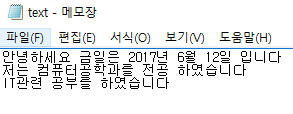 text - 메모장
파일(F) 편집(E) 서식(O) 보기(V) 도움말(H)
안녕하세요 금일은 2017년 6월 12일 입니다
저는 컴퓨터공학과를 전공 하였습니다
IT관련 공부를 하였습니다